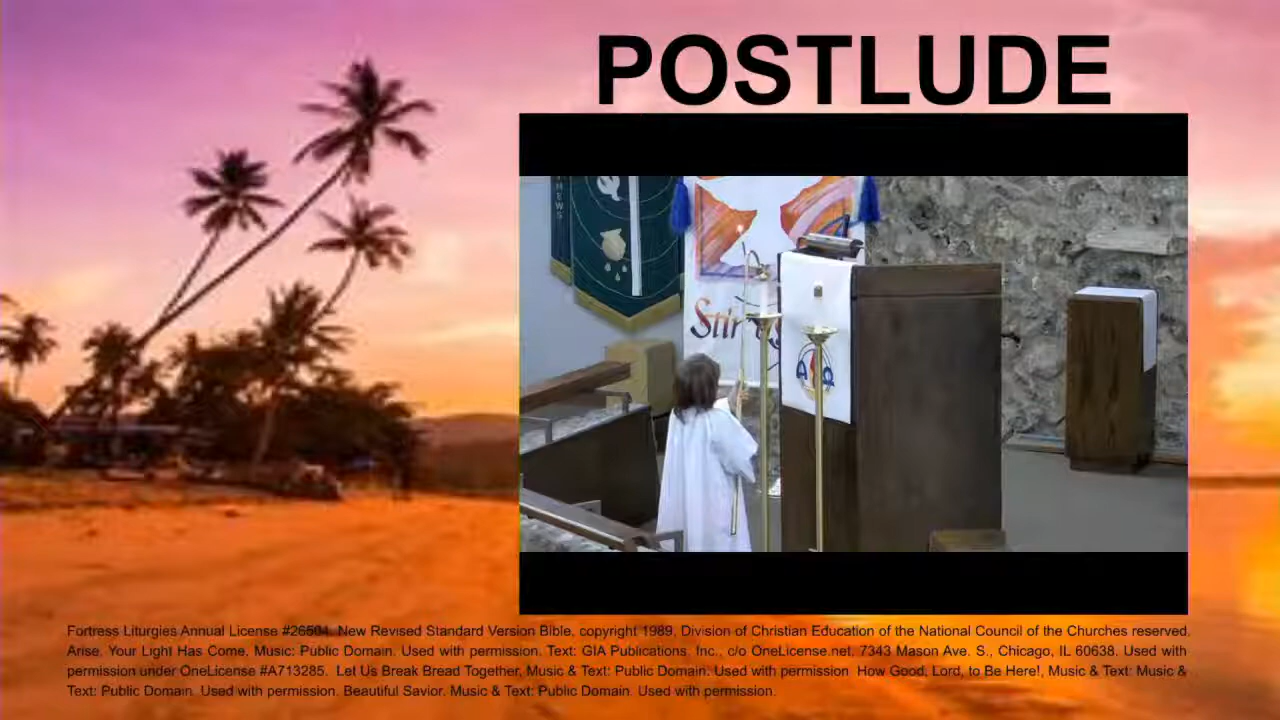 POSTLUDE
HEWS
Stir
Fortress Liturgies Annual License #26504. New Revised Standard Version Bible, copyright 1989, Division of Christian Education of the National Council of the Churches reserved.
Arise, Your Light Has Come, Music: Public Domain. Used with permission. Text: GIA Publications, Inc., c/o OneLicense.net, 7343 Mason Ave. S., Chicago, IL 60638. Used with
permission under OneLicense #A713285. Let Us Break Bread Together, Music & Text: Public Domain. Used with permission How Good, Lord, to Be Here!, Music & Text: Music &
Text: Public Domain. Used with permission. Beautiful Savior. Music & Text: Public Domain. Used with permission.